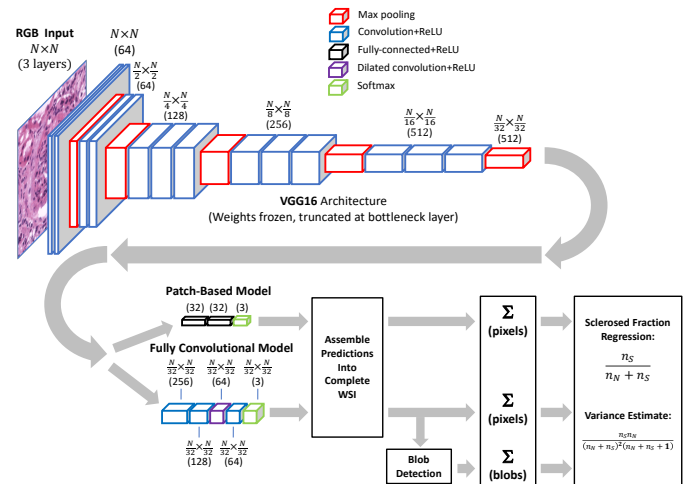 Max pooling
Convolution+ReLU
Fully-connected+ReLU
Dilated convolution+ReLU
Softmax
RGB Input
N×N
(3 layers)
N×N
(64)
N/2 × N/2
(64)
N/4 × N/4
(128)
N/8 × N/8
(256)
N/16 × N/16
(512)
N/32 × N/32
(512)
VGG16 Architecture
(Weights frozen, truncated at bottleneck layer)
Patch-Based Model
(32) (32) (3)
Fully Convolutional Model
N/32 × N/32 N/32 × N/32 N/32 × N/32
(256) (64) (3)
N/32 × N/32 N/32 × N/32
(128) (64)
Assemble
Predictions
Into
Complete
WSI
Blob
Detection
Σ
(pixels)
Σ
(pixels)
Σ
(blobs)
Sclerosed Fraction
Regression:
n_S / (n_N + n_S)
Variance Estimate:
n_S n_N / ((n_N + n_S)²(n_N + n_S + 1))